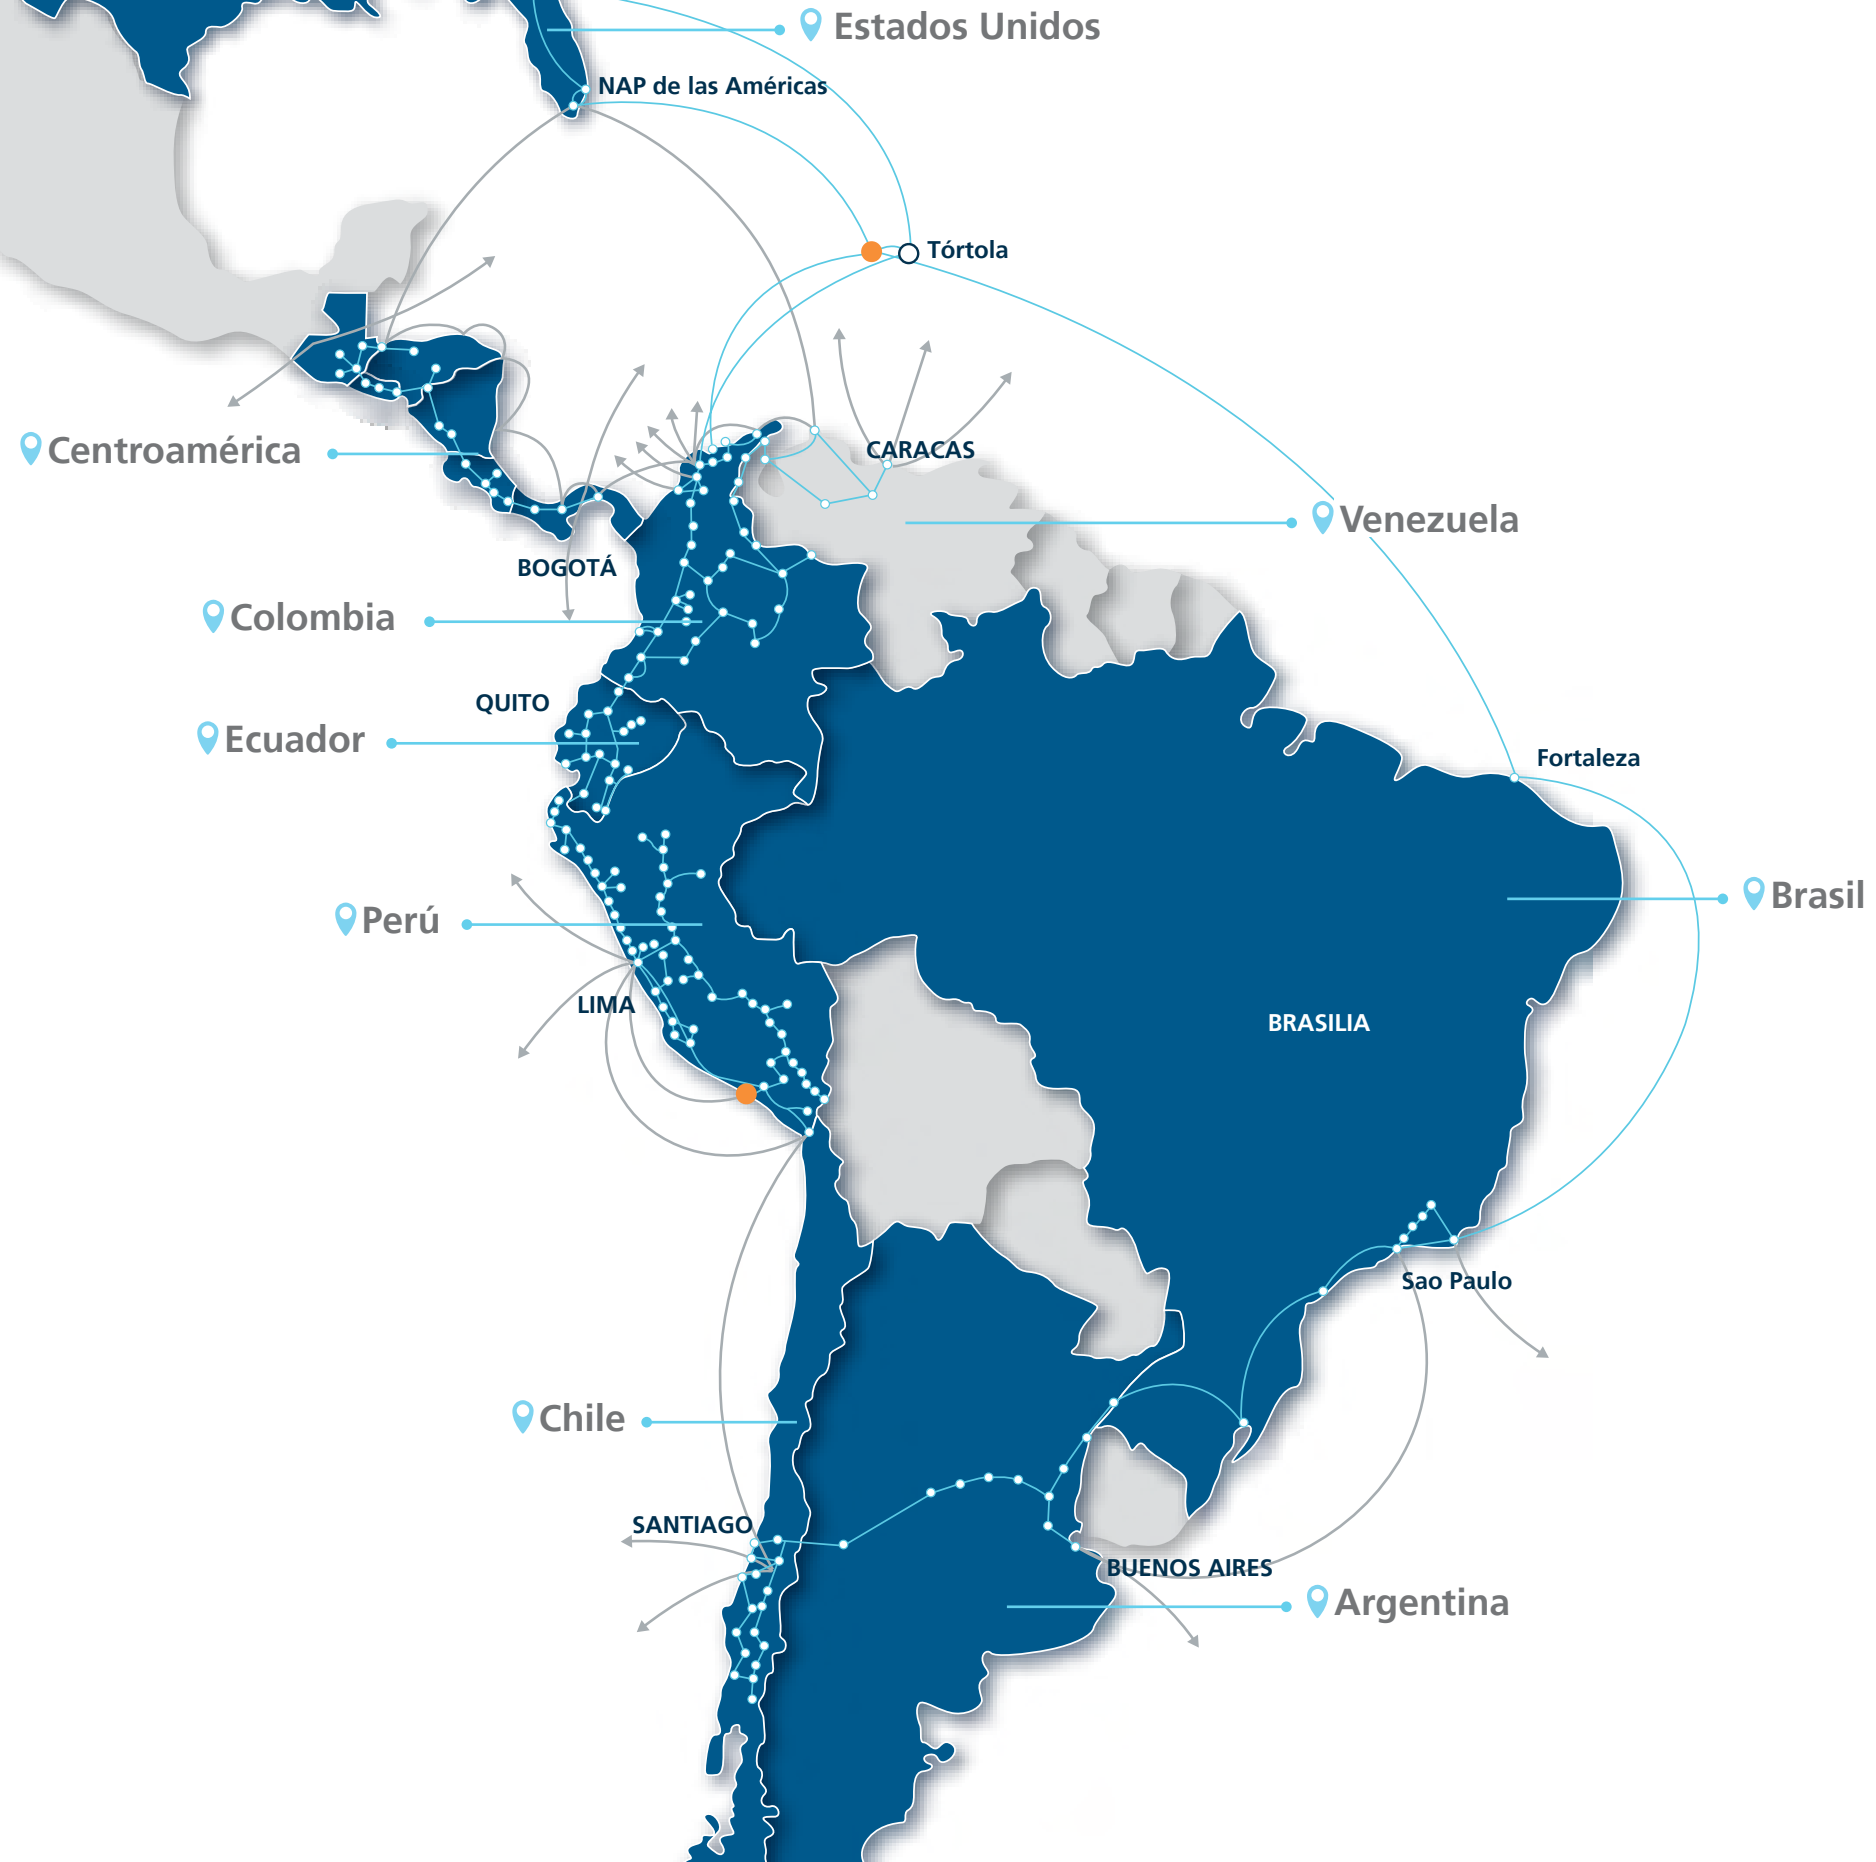 Estados Unidos
NAP de las Américas
Tórtola
Centroamérica
CARACAS
Venezuela
BOGOTÁ
Colombia
QUITO
Ecuador
Fortaleza
Brasil
Perú
LIMA
BRASILIA
Sao Paulo
Chile
SANTIAGO
BUENOS AIRES
Argentina